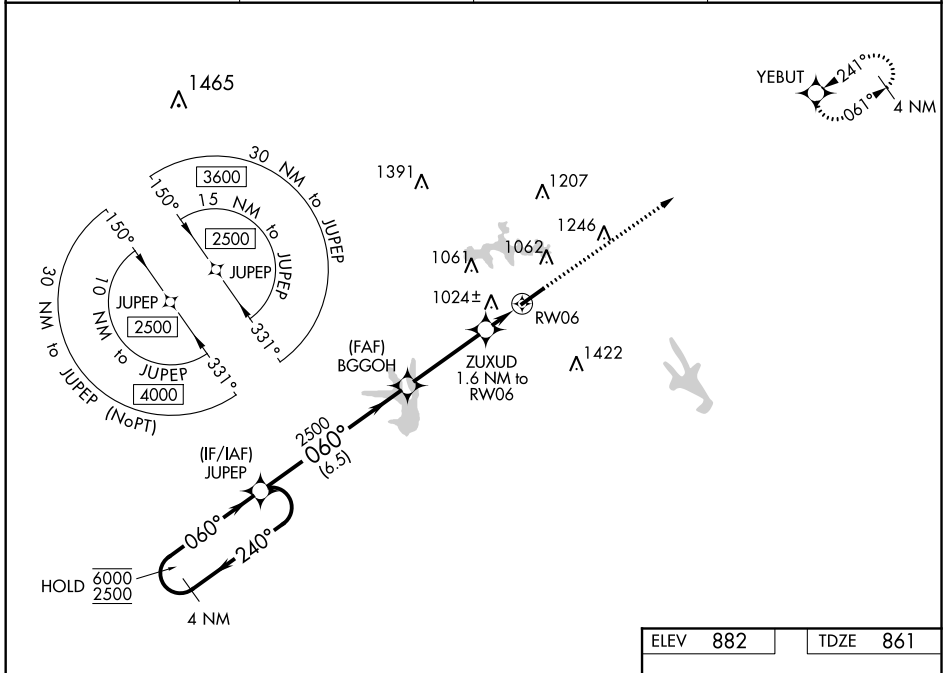 1465
YEBUT
241°
061°
4 NM
30 NM to JUPEP
3600
150°
15 NM to JUPEP
2500
JUPEP
331°
30 NM to JUPEP (NoPT)
150°
10 NM to JUPEP
JUPEP
2500
331°
4000
1391
1207
1246
1061
1062
1024±
RW06
1422
ZUXUD
1.6 NM to
RW06
(FAF)
BGGOH
2500
060°
(6.5)
(IF/IAF)
JUPEP
060°
240°
HOLD 6000
2500
4 NM
ELEV 882 TDZE 861